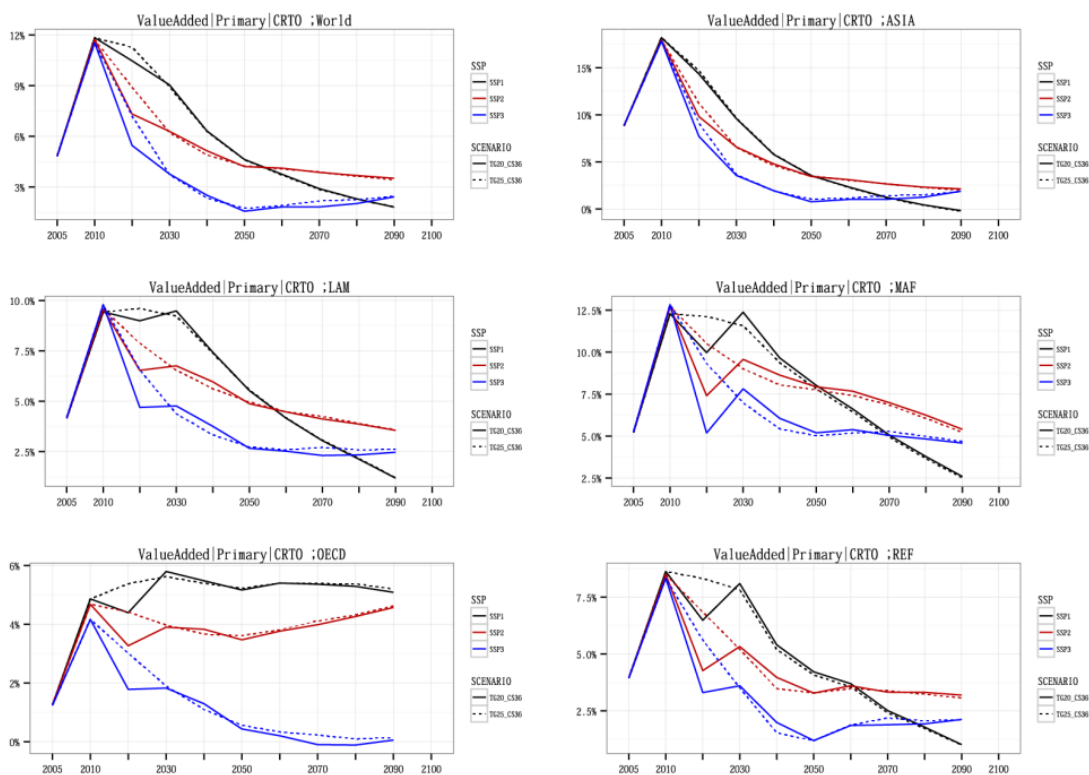 ValueAdded|Primary|CRTO ;World
12%
9%
6%
3%
2005 2010 2030 2050 2070 2090 2100
SSP
SSP1
SSP2
SSP3
SCENARIO
TG20_CS36
TG25_CS36
ValueAdded|Primary|CRTO ;ASIA
15%
10%
5%
0%
2005 2010 2030 2050 2070 2090 2100
SSP
SSP1
SSP2
SSP3
SCENARIO
TG20_CS36
TG25_CS36
ValueAdded|Primary|CRTO ;LAM
10.0%
7.5%
5.0%
2.5%
2005 2010 2030 2050 2070 2090 2100
SSP
SSP1
SSP2
SSP3
SCENARIO
TG20_CS36
TG25_CS36
ValueAdded|Primary|CRTO ;MAF
12.5%
10.0%
7.5%
5.0%
2.5%
2005 2010 2030 2050 2070 2090 2100
SSP
SSP1
SSP2
SSP3
SCENARIO
TG20_CS36
TG25_CS36
ValueAdded|Primary|CRTO ;OECD
6%
4%
2%
0%
2005 2010 2030 2050 2070 2090 2100
SSP
SSP1
SSP2
SSP3
SCENARIO
TG20_CS36
TG25_CS36
ValueAdded|Primary|CRTO ;REF
7.5%
5.0%
2.5%
2005 2010 2030 2050 2070 2090 2100
SSP
SSP1
SSP2
SSP3
SCENARIO
TG20_CS36
TG25_CS36